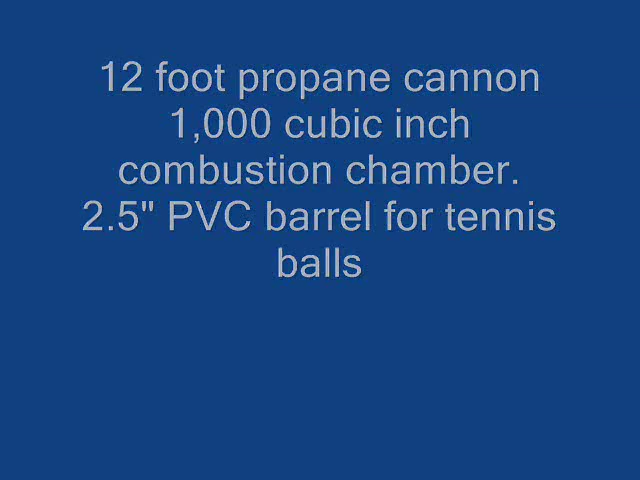 12 foot propane cannon
1,000 cubic inch
combustion chamber.
2.5" PVC barrel for tennis
balls